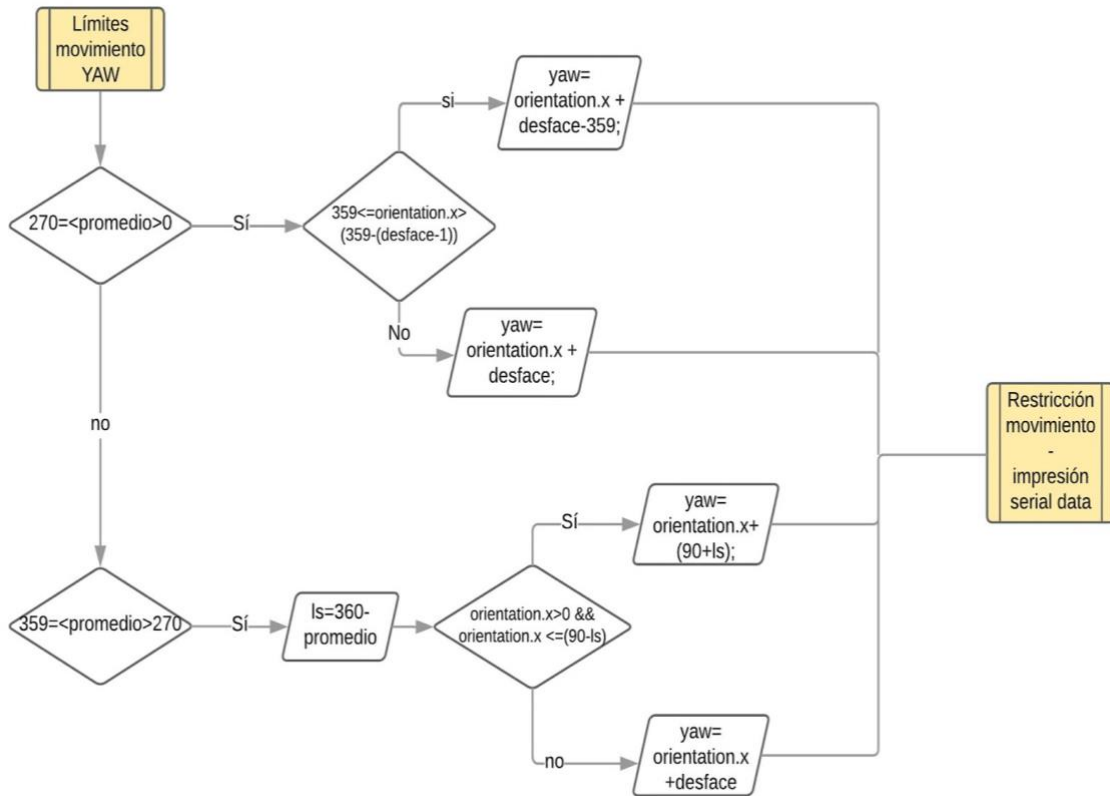 Límites
movimiento
YAW
270=<promedio>0
Sí
359<=orientation.x>
(359-(desface-1))
si
yaw=
orientation.x +
desface-359;
No
yaw=
orientation.x +
desface;
no
359=<promedio>270
Sí
ls=360-
promedio
orientation.x>0 &&
orientation.x <=(90-ls)
Sí
yaw=
orientation.x+
(90+ls);
no
yaw=
orientation.x
+desface
Restricción
movimiento
-
impresión
serial data